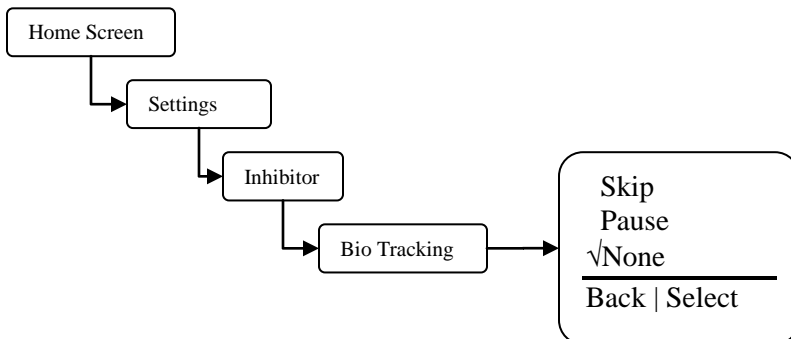 Home Screen
Settings
Inhibitor
Bio Tracking
Skip
Pause
√None
Back | Select